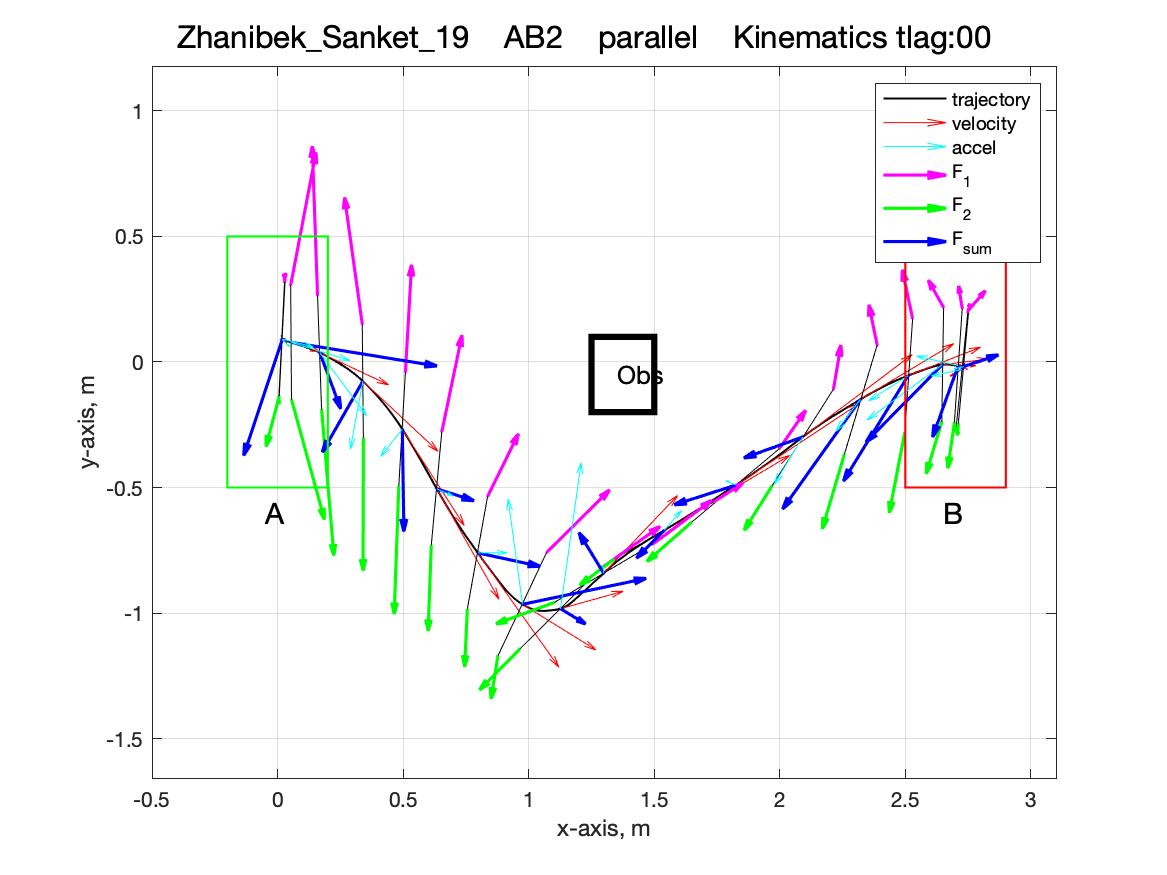 Zhanibek_Sanket_19 AB2 parallel Kinematics tlag:00
trajectory
velocity
accel
F1
F2
Fsum
1
0.5
0
-0.5
-1
-1.5
y-axis, m
Obs
A
B
-0.5 0 0.5 1 1.5 2 2.5 3
x-axis, m